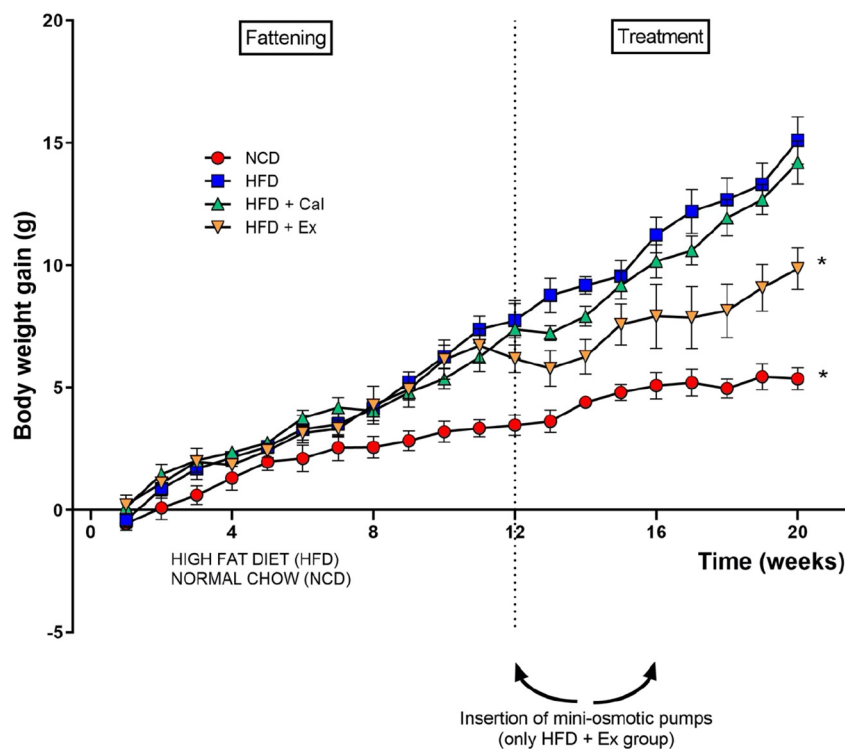 Fattening
Treatment
20
15
10
5
0
-5
Body weight gain (g)
NCD
HFD
HFD + Cal
HFD + Ex
*
*
0
4
8
12
16
20
Time (weeks)
HIGH FAT DIET (HFD)
NORMAL CHOW (NCD)
Insertion of mini-osmotic pumps
(only HFD + Ex group)